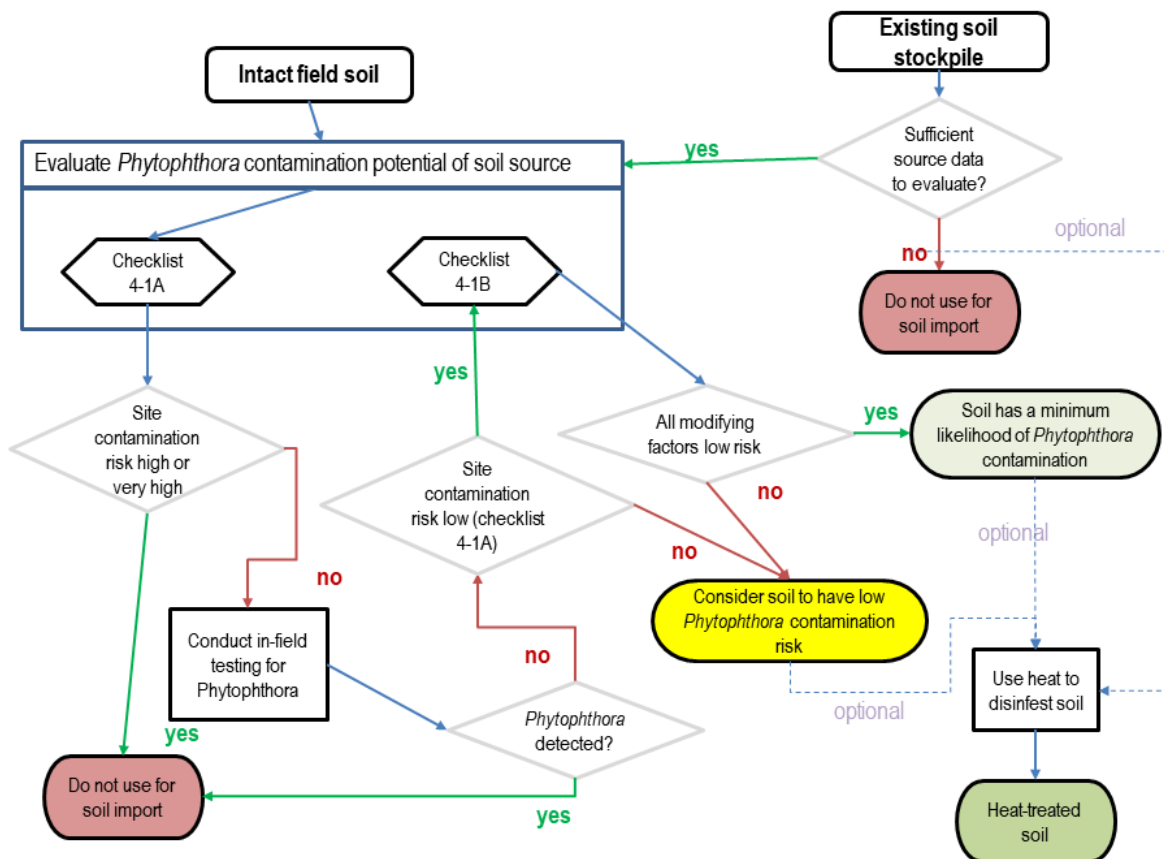 Existing soil
stockpile
Intact field soil
Sufficient
source data
to evaluate?
yes
Evaluate Phytophthora contamination potential of soil source
optional
no
Checklist
4-1A
Checklist
4-1B
Do not use for
soil import
yes
Site
contamination
risk high or
very high
All modifying
factors low risk
yes
Soil has a minimum
likelihood of Phytophthora
contamination
Site
contamination
risk low (checklist
4-1A)
no
optional
no
no
Consider soil to have low
Phytophthora contamination
risk
Conduct in-field
testing for
Phytophthora
no
Use heat to
disinfest soil
optional
Phytophthora
detected?
yes
Do not use for
soil import
yes
Heat-treated
soil